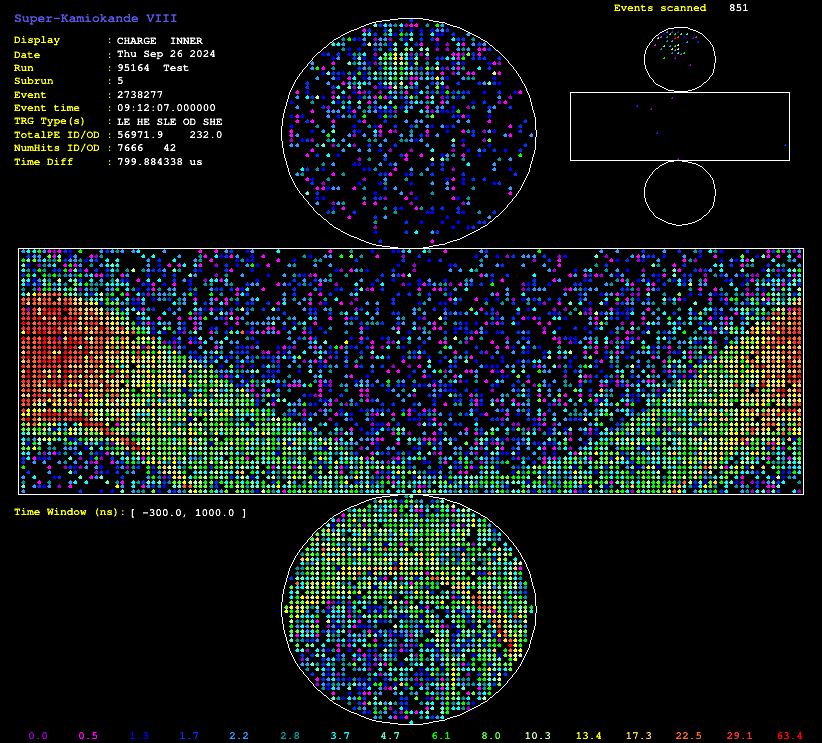 Super-Kamiokande VIII
Events scanned 851
Display : CHARGE INNER
Date : Thu Sep 26 2024
Run : 95164 Test
Subrun : 5
Event : 2738277
Event time : 09:12:07.000000
TRG Type(s) : LE HE SLE OD SHE
TotalPE ID/OD : 56971.9 232.0
NumHits ID/OD : 7666 42
Time Diff : 799.884338 us
Time Window (ns): [ -300.0, 1000.0 ]
0.0 0.5 1.3 1.7 2.2 2.8 3.7 4.7 6.1 8.0 10.3 13.4 17.3 22.5 29.1 63.4